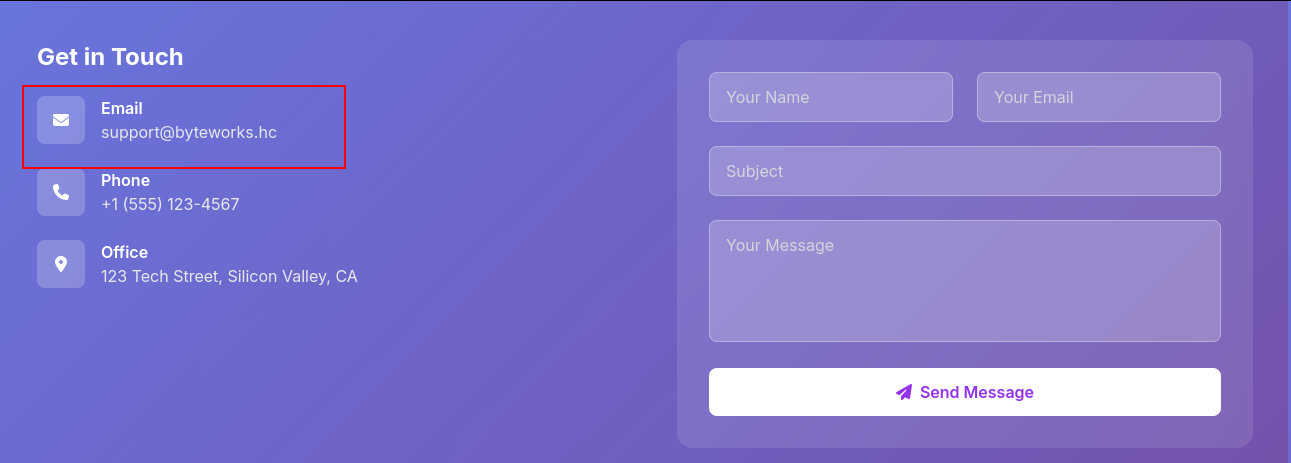 Get in Touch
Email
support@byteworks.hc
Phone
+1 (555) 123-4567
Office
123 Tech Street, Silicon Valley, CA
Your Name
Your Email
Subject
Your Message
Send Message